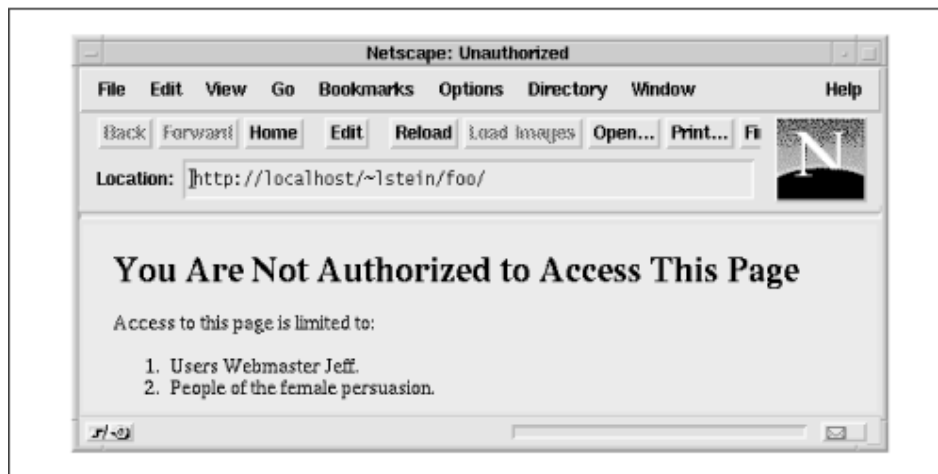 Netscape: Unauthorized
File Edit View Go Bookmarks Options Directory Window Help
Back Forward Home Edit Reload Load Images Open... Print... Fi
Location: http://localhost/~lstein/foo/
N
You Are Not Authorized to Access This Page
Access to this page is limited to:
1. Users Webmaster Jeff.
2. People of the female persuasion.